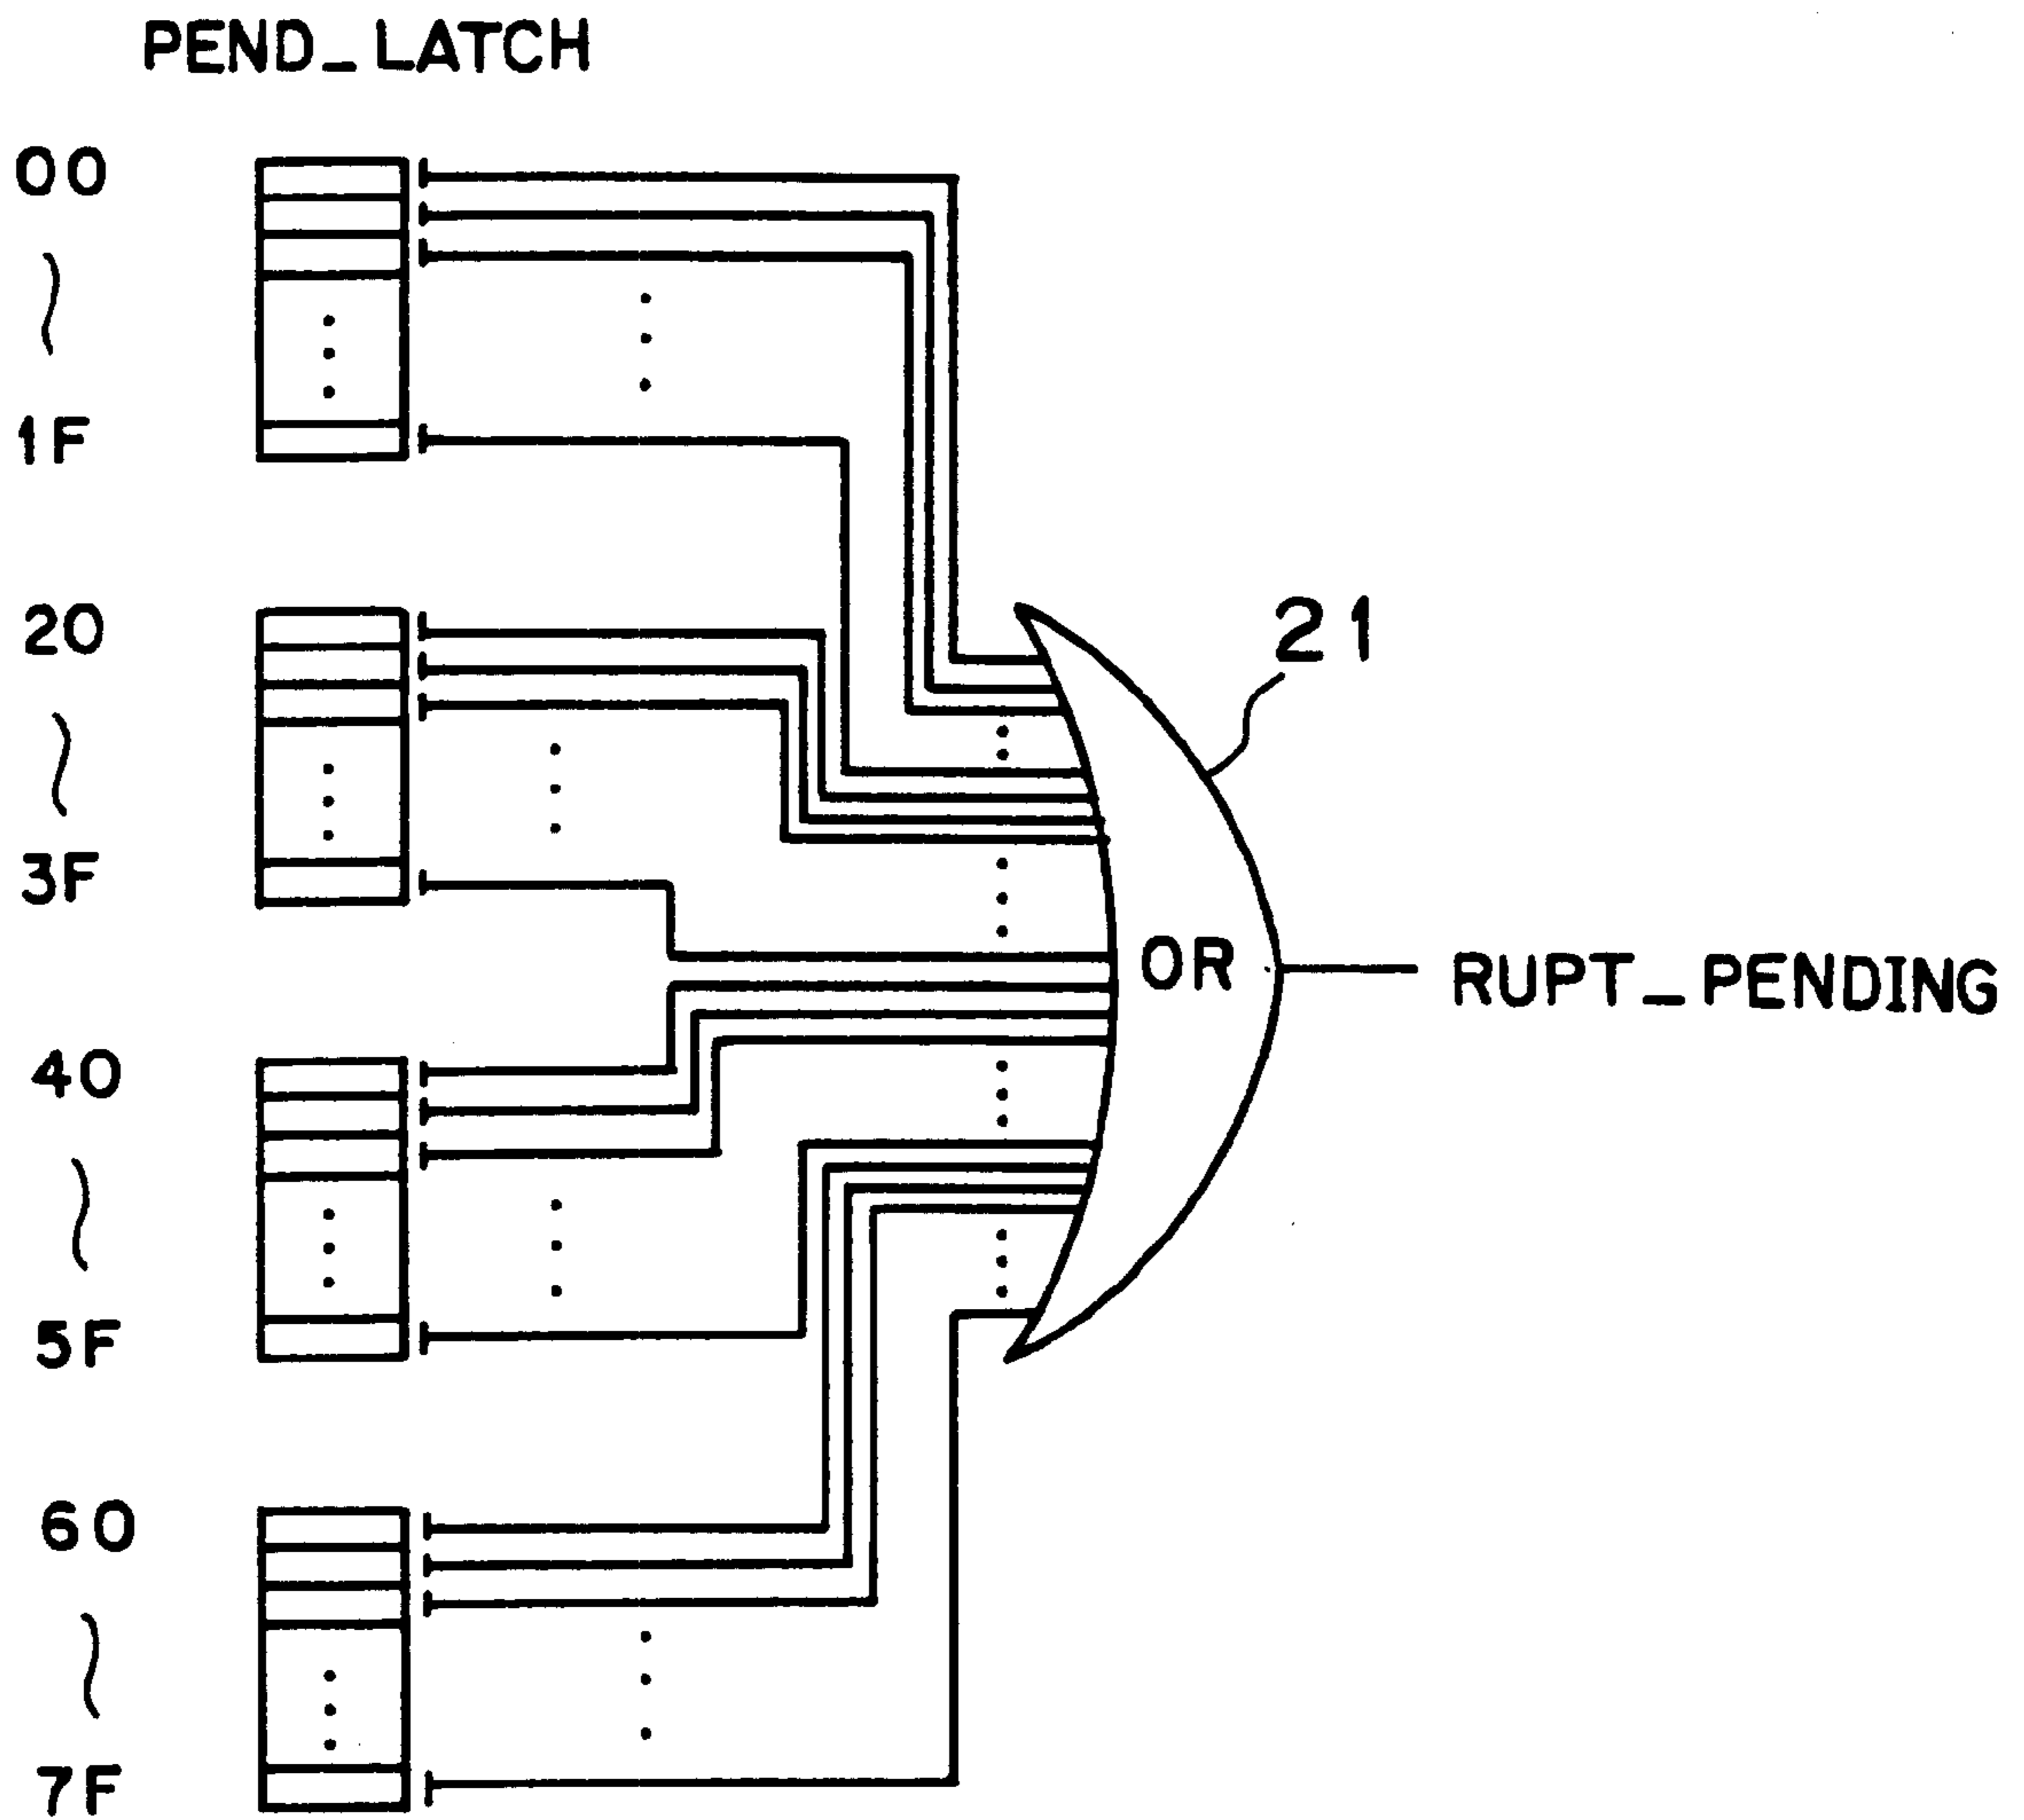 PEND_LATCH
00
1F
20
21
3F
OR
RUPT_PENDING
40
5F
60
7F